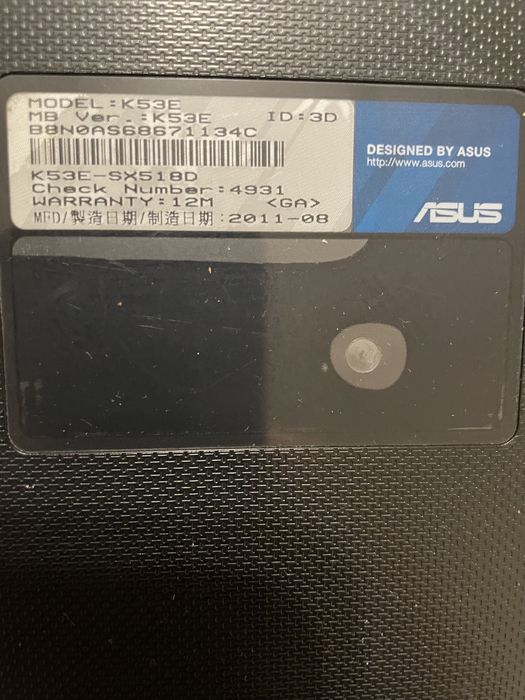 MODEL:K53E
MB Ver.:K53E ID:3D
B8N0AS68671134C
K53E-SX518D
Check Number:4931
WARRANTY:12M <GA>
MFD/製造日期/制造日期:2011-08
DESIGNED BY ASUS
http://www.asus.com
ASUS